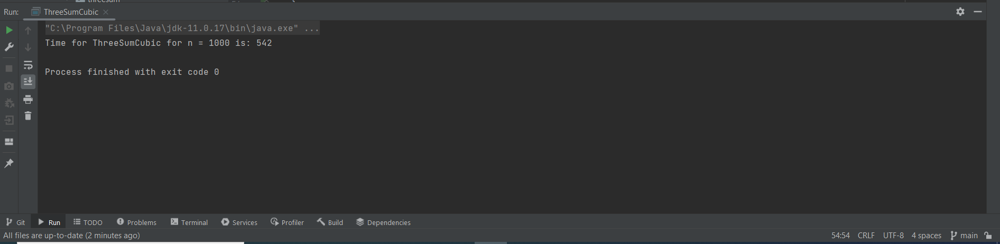 threesum
Run: ThreeSumCubic
"C:\Program Files\Java\jdk-11.0.17\bin\java.exe" ...
Time for ThreeSumCubic for n = 1000 is: 542
Process finished with exit code 0
Git Run TODO Problems Terminal Services Profiler Build Dependencies
All files are up-to-date (2 minutes ago) 54:54 CRLF UTF-8 4 spaces main